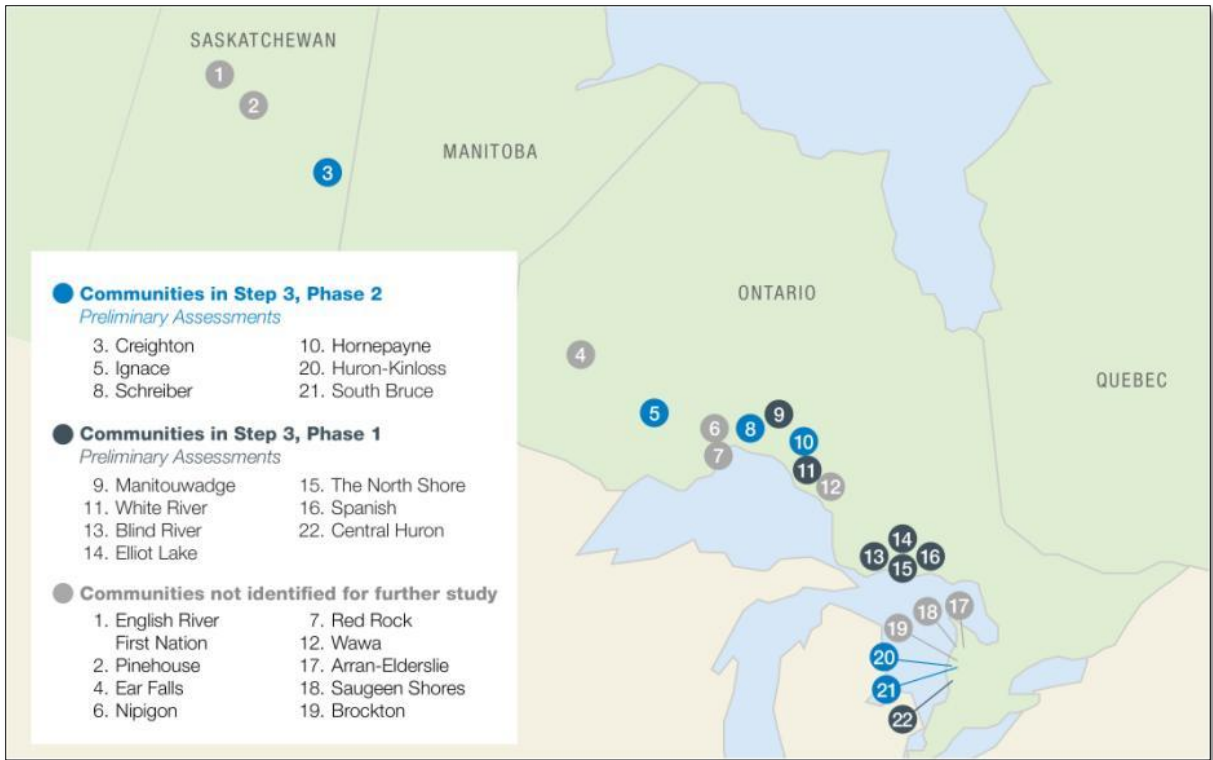 SASKATCHEWAN
1
2
MANITOBA
3
Communities in Step 3, Phase 2
Preliminary Assessments
3. Creighton
5. Ignace
8. Schreiber
10. Hornepayne
20. Huron-Kinloss
21. South Bruce
Communities in Step 3, Phase 1
Preliminary Assessments
9. Manitouwadge
11. White River
13. Blind River
14. Elliot Lake
15. The North Shore
16. Spanish
22. Central Huron
Communities not identified for further study
1. English River
First Nation
2. Pinehouse
4. Ear Falls
6. Nipigon
7. Red Rock
12. Wawa
17. Arran-Elderslie
18. Saugeen Shores
19. Brockton
ONTARIO
QUEBEC
4
5
6
7
8
9
10
11
12
13
14
15
16
17
18
19
20
21
22